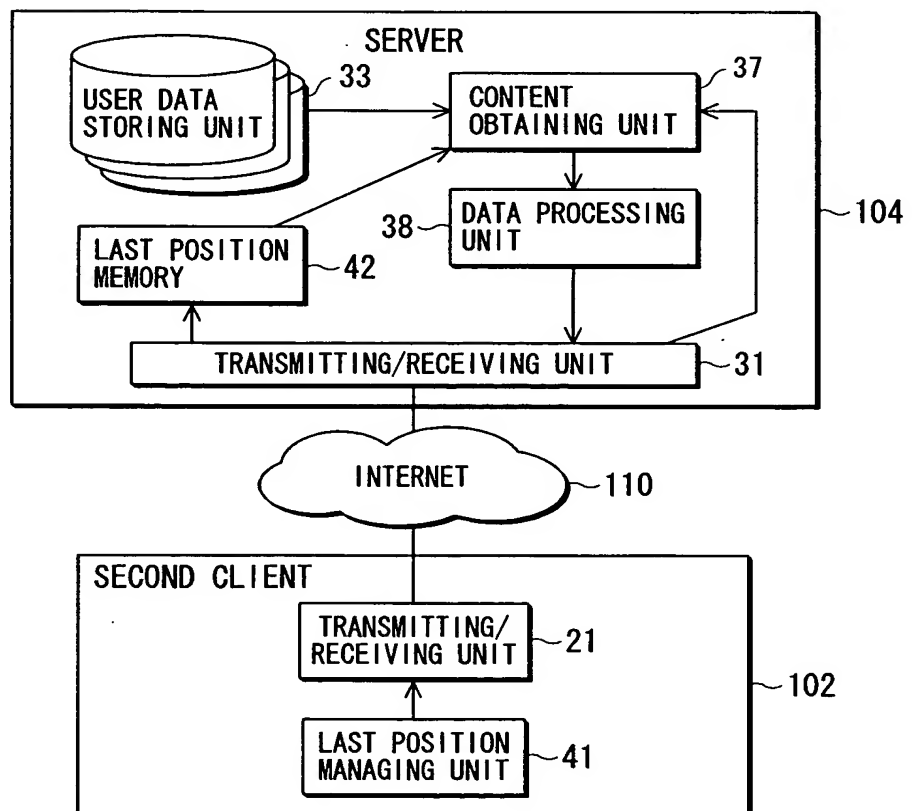 SERVER
33
37
USER DATA
STORING UNIT
CONTENT
OBTAINING UNIT
38
DATA PROCESSING
UNIT
104
LAST POSITION
MEMORY
42
TRANSMITTING/RECEIVING UNIT
31
INTERNET
110
SECOND CLIENT
TRANSMITTING/
RECEIVING UNIT
21
102
LAST POSITION
MANAGING UNIT
41